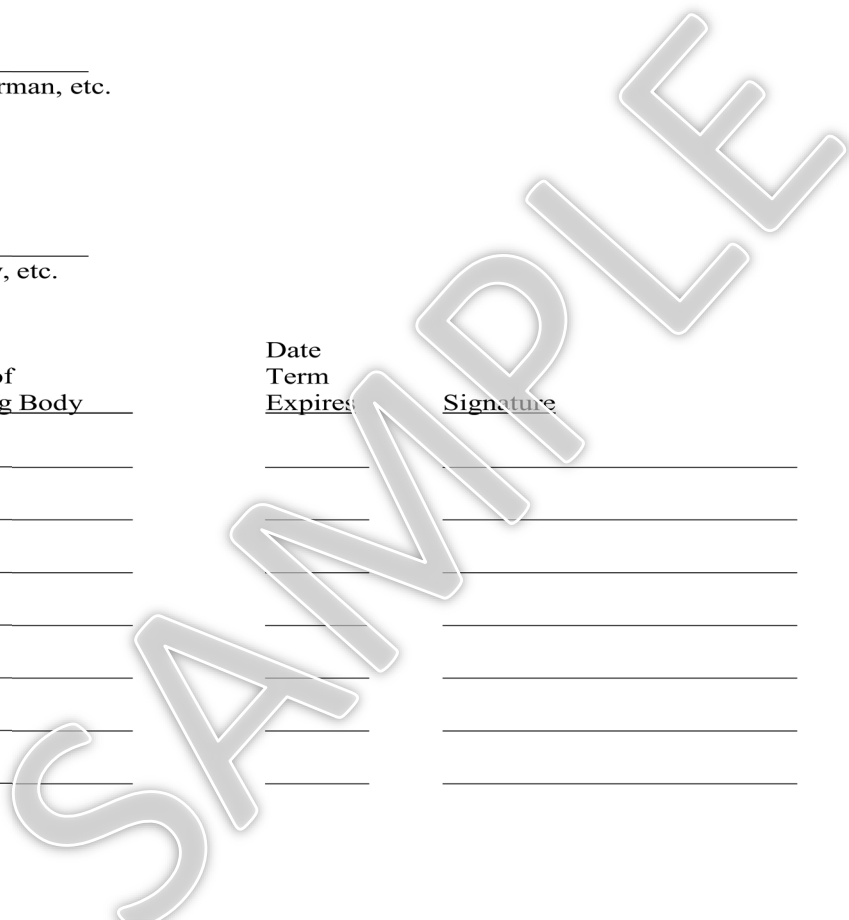 rman, etc.
, etc.
Date
of Term
g Body Expires Signature
SAMPLE